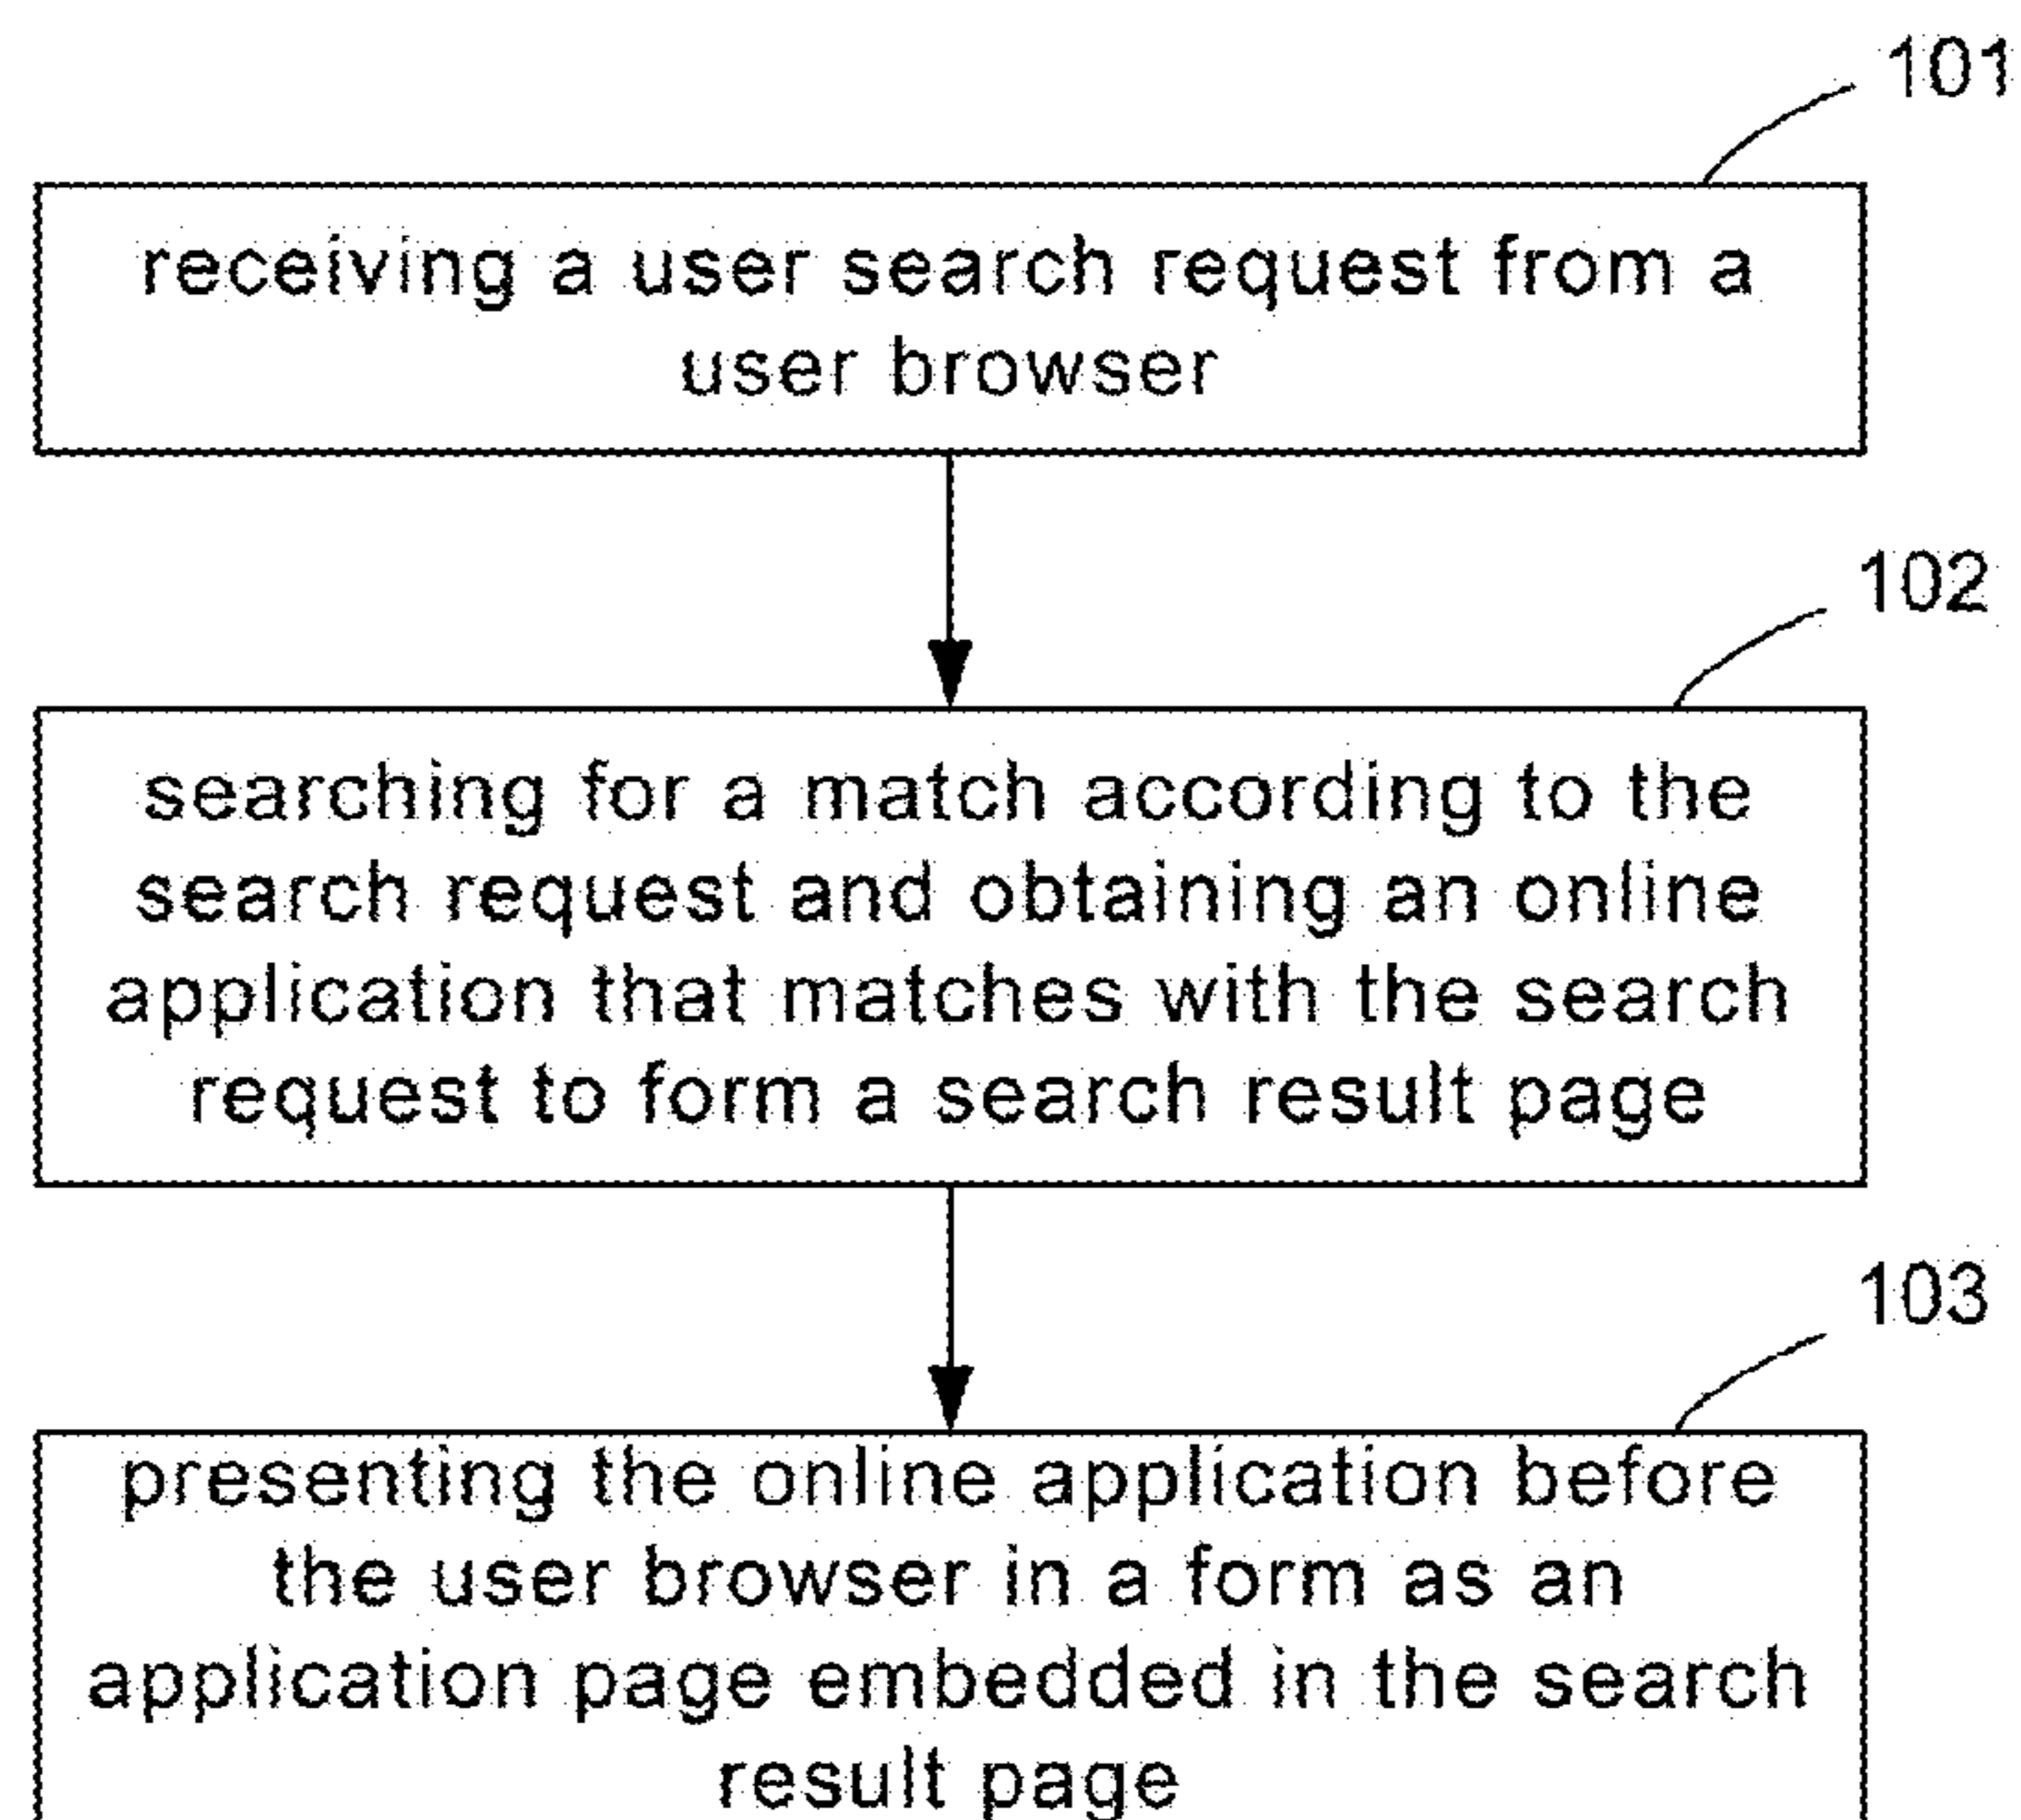 101
receiving a user search request from a
user browser
102
searching for a match according to the
search request and obtaining an online
application that matches with the search
request to form a search result page
103
presenting the online application before
the user browser in a form as an
application page embedded in the search
result page